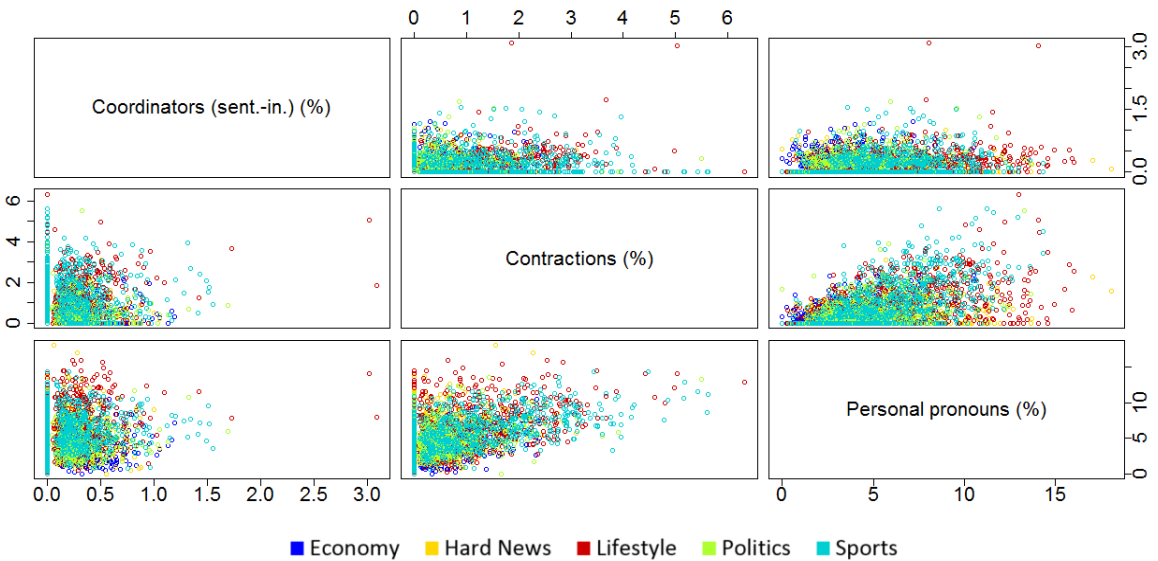 0 1 2 3 4 5 6
Coordinators (sent.-in.) (%)
0.0 1.5 3.0
0 2 4 6
Contractions (%)
Personal pronouns (%)
0 5 10
0.0 0.5 1.0 1.5 2.0 2.5 3.0
0 5 10 15
Economy Hard News Lifestyle Politics Sports